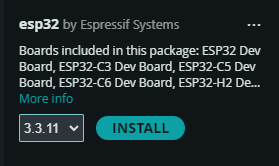 esp32 by Espressif Systems ...
Boards included in this package: ESP32 Dev
Board, ESP32-C3 Dev Board, ESP32-C5 Dev
Board, ESP32-C6 Dev Board, ESP32-H2 De...
More info
3.3.11 INSTALL